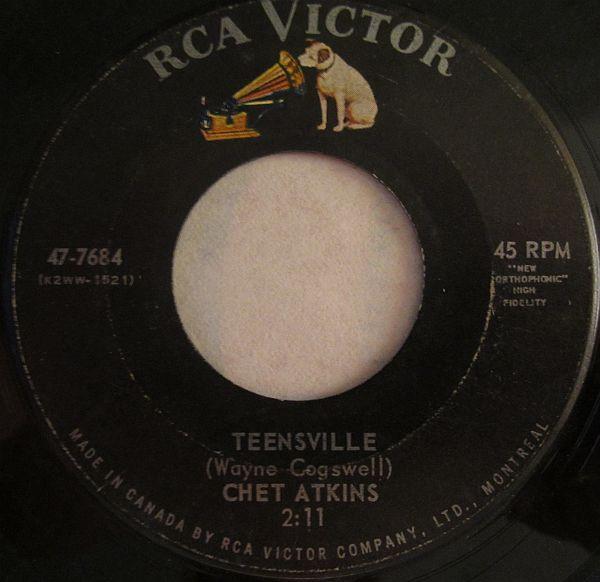 RCA VICTOR
47-7684
(K2WW-1521)
45 RPM
"NEW
ORTHOPHONIC"
HIGH
FIDELITY
TEENSVILLE
(Wayne Cogswell)
CHET ATKINS
2:11
MADE IN CANADA BY RCA VICTOR COMPANY, LTD., MONTREAL